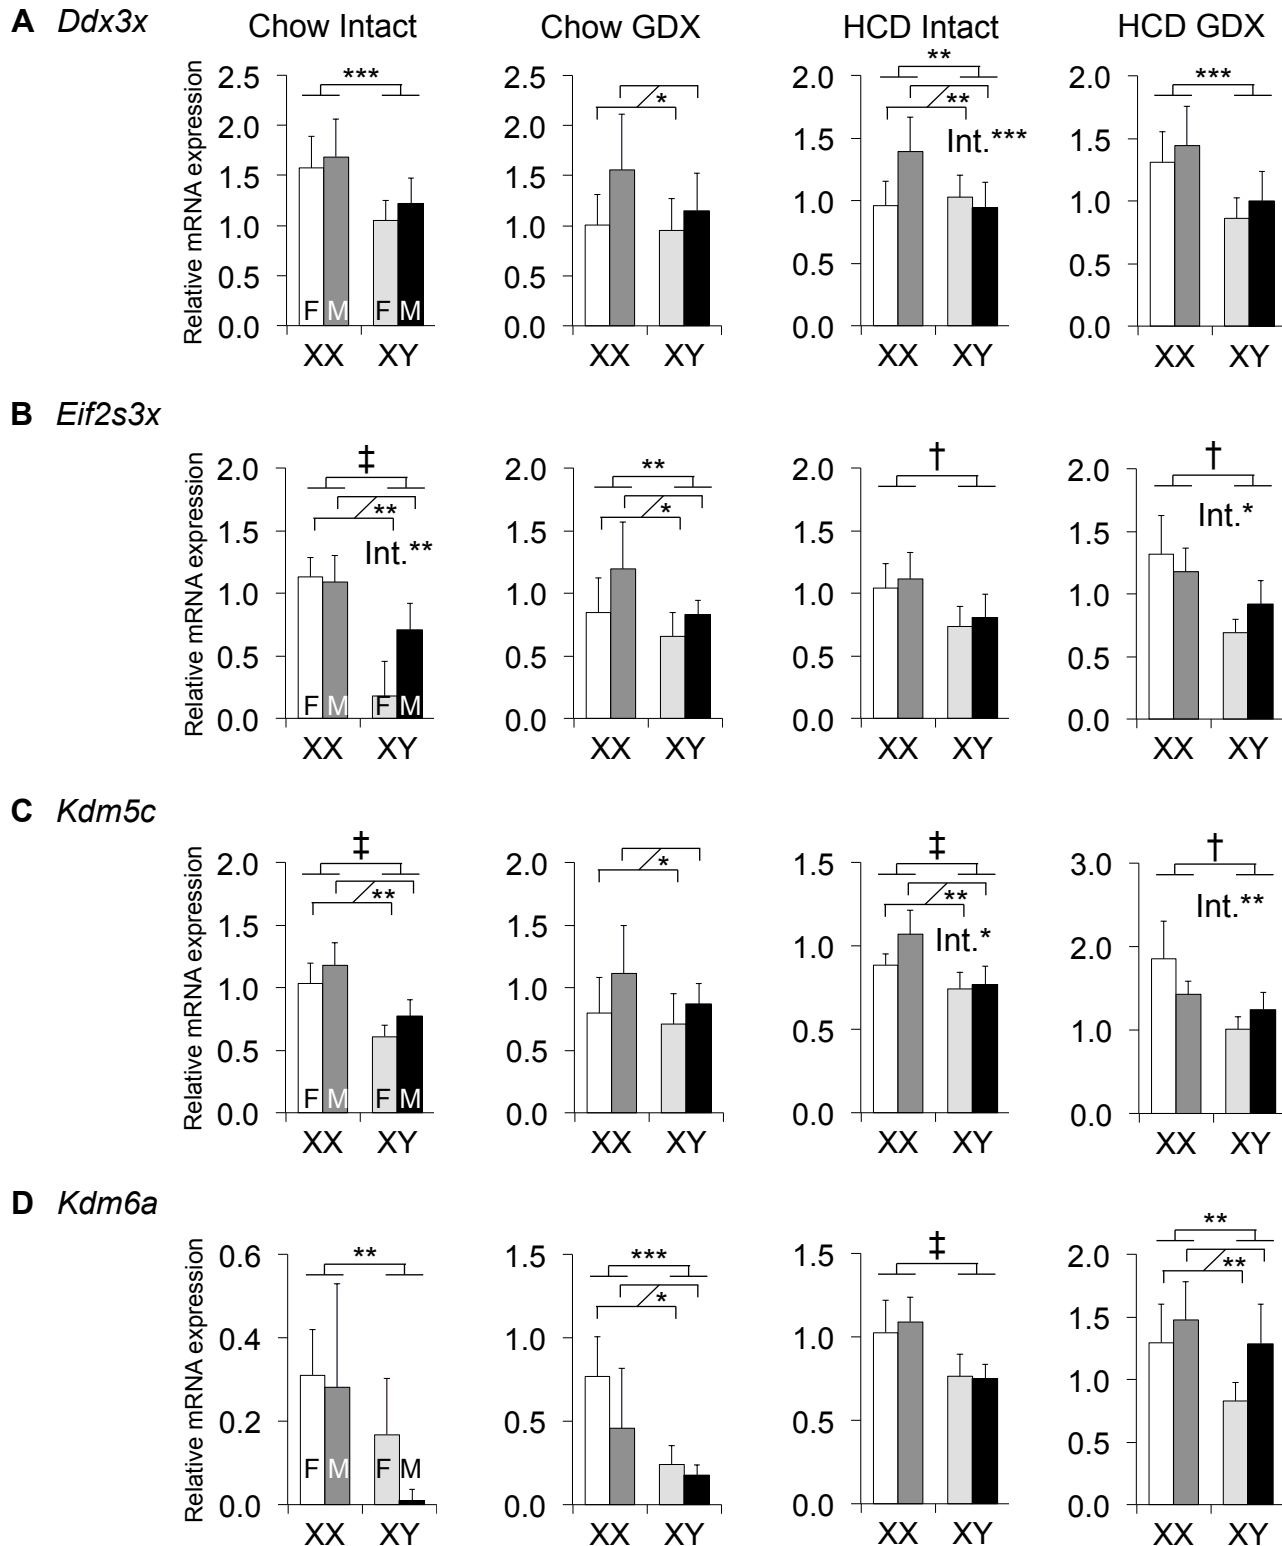 A Ddx3x
Chow Intact Chow GDX HCD Intact HCD GDX
Relative mRNA expression
2.5 2.0 1.5 1.0 0.5 0.0
***
F M F M
XX XY
2.5 2.0 1.5 1.0 0.5 0.0
*
XX XY
2.0 1.5 1.0 0.5 0.0
**
**
Int.***
XX XY
2.0 1.5 1.0 0.5 0.0
***
XX XY
B Eif2s3x
Relative mRNA expression
2.0 1.5 1.0 0.5 0.0
‡
**
Int.**
F M F M
XX XY
2.0 1.5 1.0 0.5 0.0
**
*
XX XY
2.0 1.5 1.0 0.5 0.0
†
XX XY
2.0 1.5 1.0 0.5 0.0
†
Int.*
XX XY
C Kdm5c
Relative mRNA expression
2.0 1.5 1.0 0.5 0.0
‡
**
F M F M
XX XY
2.0 1.5 1.0 0.5 0.0
*
XX XY
1.5 1.0 0.5 0.0
‡
**
Int.*
XX XY
3.0 2.0 1.0 0.0
†
Int.**
XX XY
D Kdm6a
Relative mRNA expression
0.6 0.4 0.2 0.0
**
F M F M
XX XY
1.5 1.0 0.5 0.0
***
*
XX XY
1.5 1.0 0.5 0.0
‡
XX XY
2.0 1.5 1.0 0.5 0.0
**
**
XX XY